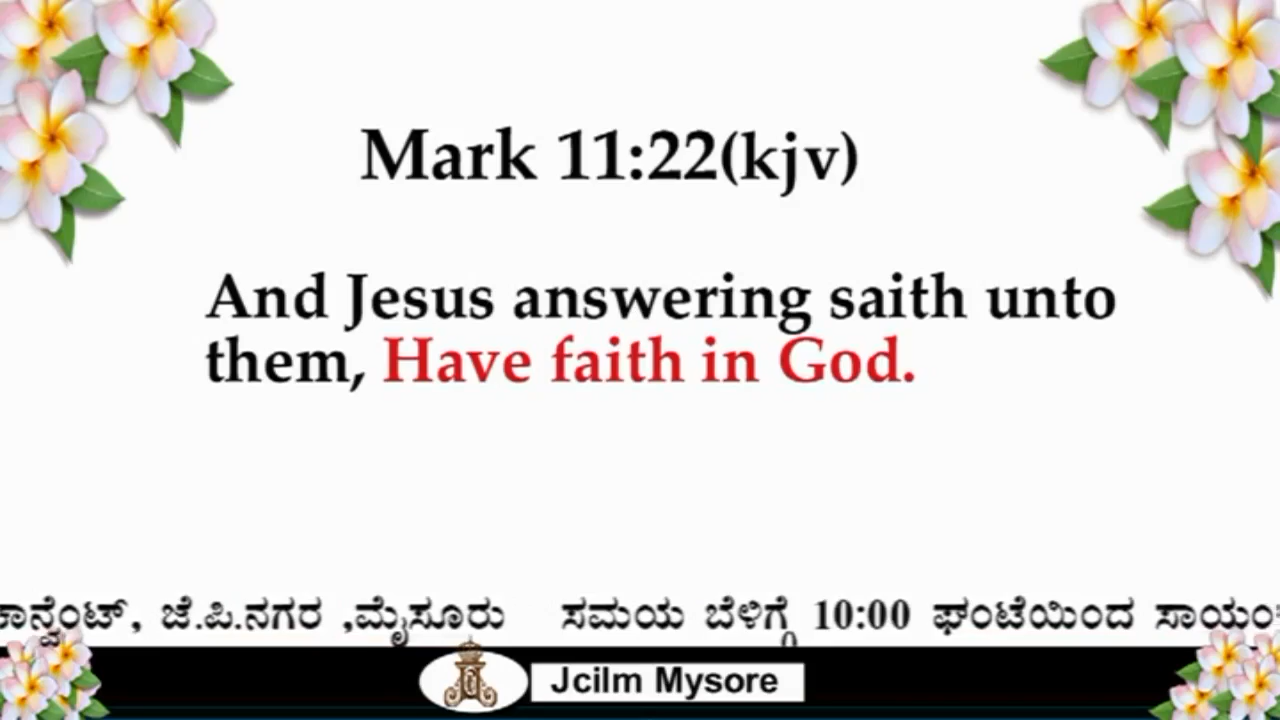 Mark 11:22(kjv)
And Jesus answering saith unto
them, Have faith in God.
ಕಾನ್ವೆಂಟ್, ಜೆ.ಪಿ.ನಗರ ,ಮೈಸೂರು ಸಮಯ ಬೆಳಿಗ್ಗೆ 10:00 ಘಂಟೆಯಿಂದ
Jcilm Mysore